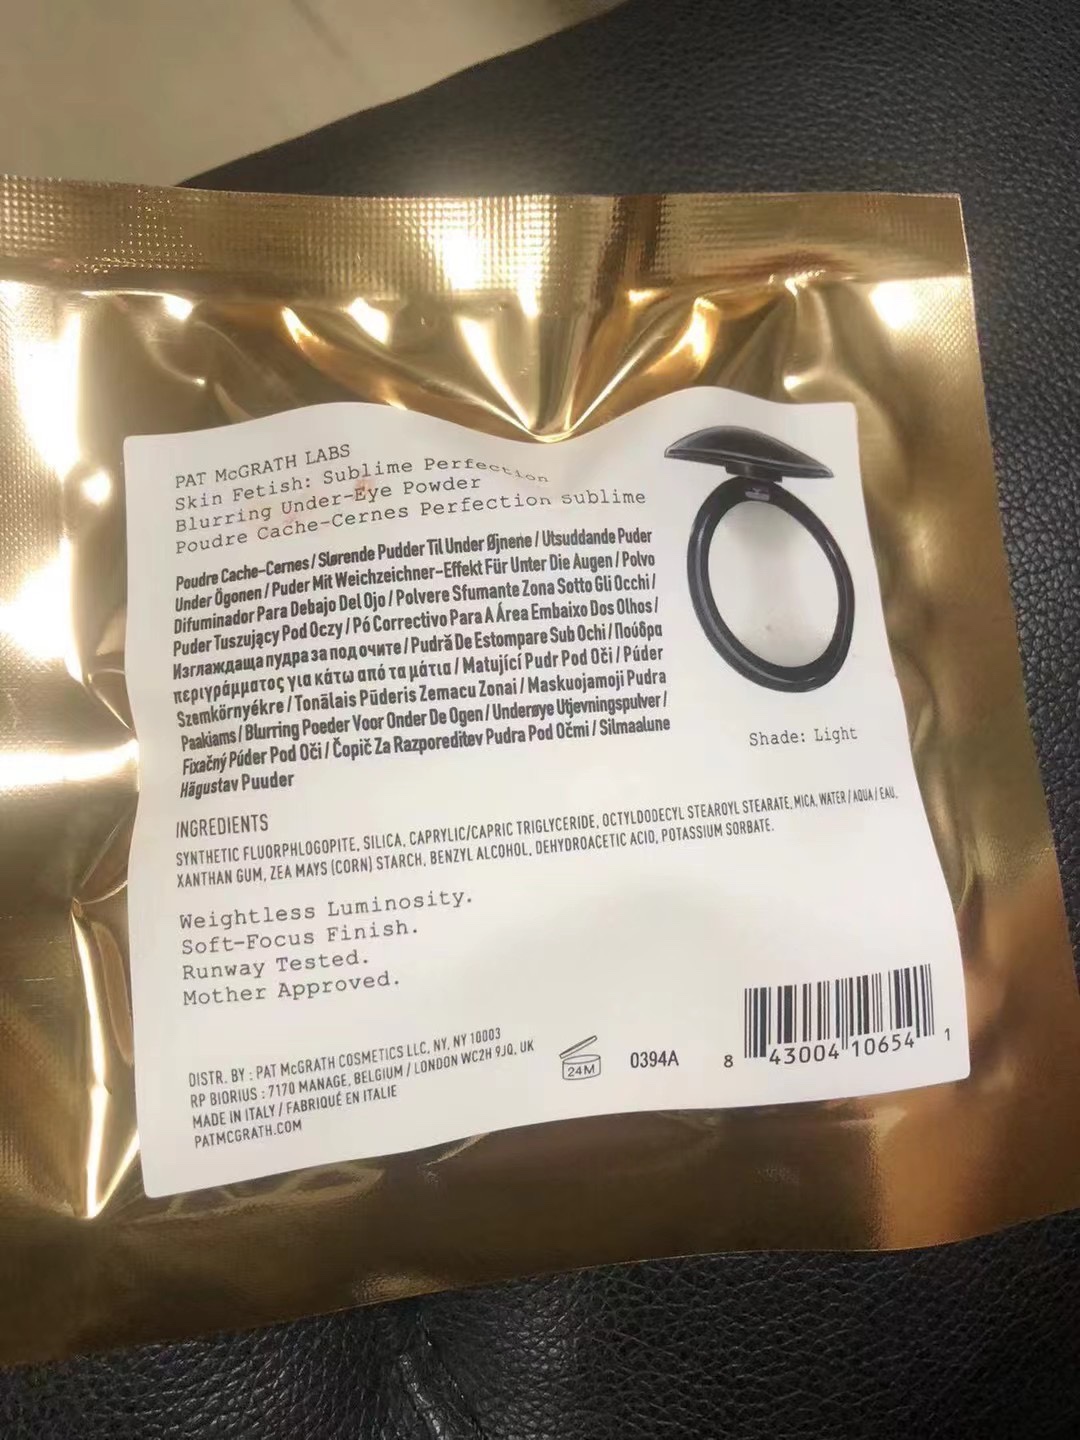 PAT McGRATH LABS
Skin Fetish: Sublime Perfection
Blurring Under-Eye Powder
Poudre Cache-Cernes Perfection sublime
Poudre Cache-Cernes / Slørende Pudder Til Under Øjnene / Utsuddande Puder
Under Ögonen / Puder Mit Weichzeichner-Effekt Für Unter Die Augen / Polvo
Difuminador Para Debajo Del Ojo / Polvere Sfumante Zona Sotto Gli Occhi /
Puder Tuszujący Pod Oczy / Pó Correctivo Para A Área Embaixo Dos Olhos /
Изглаждаща пудра за под очите / Pudră De Estompare Sub Ochi / Πούδρα
περιγράμματος για κάτω από τα μάτια / Matující Pudr Pod Oči / Púder
Szemkörnyékre / Tonālais Pūderis Zemacu Zonai / Maskuojamoji Pudra
Paakiams / Blurring Poeder Voor Onder De Ogen / Underøye Utjevningspulver /
Fixačný Púder Pod Oči / Čopič Za Razporeditev Pudra Pod Očmi / Silmaalune
Hägustav Puuder
Shade: Light
INGREDIENTS
SYNTHETIC FLUORPHLOGOPITE, SILICA, CAPRYLIC/CAPRIC TRIGLYCERIDE, OCTYLDODECYL STEAROYL STEARATE, MICA, WATER / AQUA / EAU,
XANTHAN GUM, ZEA MAYS (CORN) STARCH, BENZYL ALCOHOL, DEHYDROACETIC ACID, POTASSIUM SORBATE.
Weightless Luminosity.
Soft-Focus Finish.
Runway Tested.
Mother Approved.
DISTR. BY : PAT McGRATH COSMETICS LLC, NY, NY 10003
RP BIORIUS : 7170 MANAGE, BELGIUM / LONDON WC2H 9JQ, UK
MADE IN ITALY / FABRIQUÉ EN ITALIE
PATMCGRATH.COM
24M
0394A
8 43004 10654 1